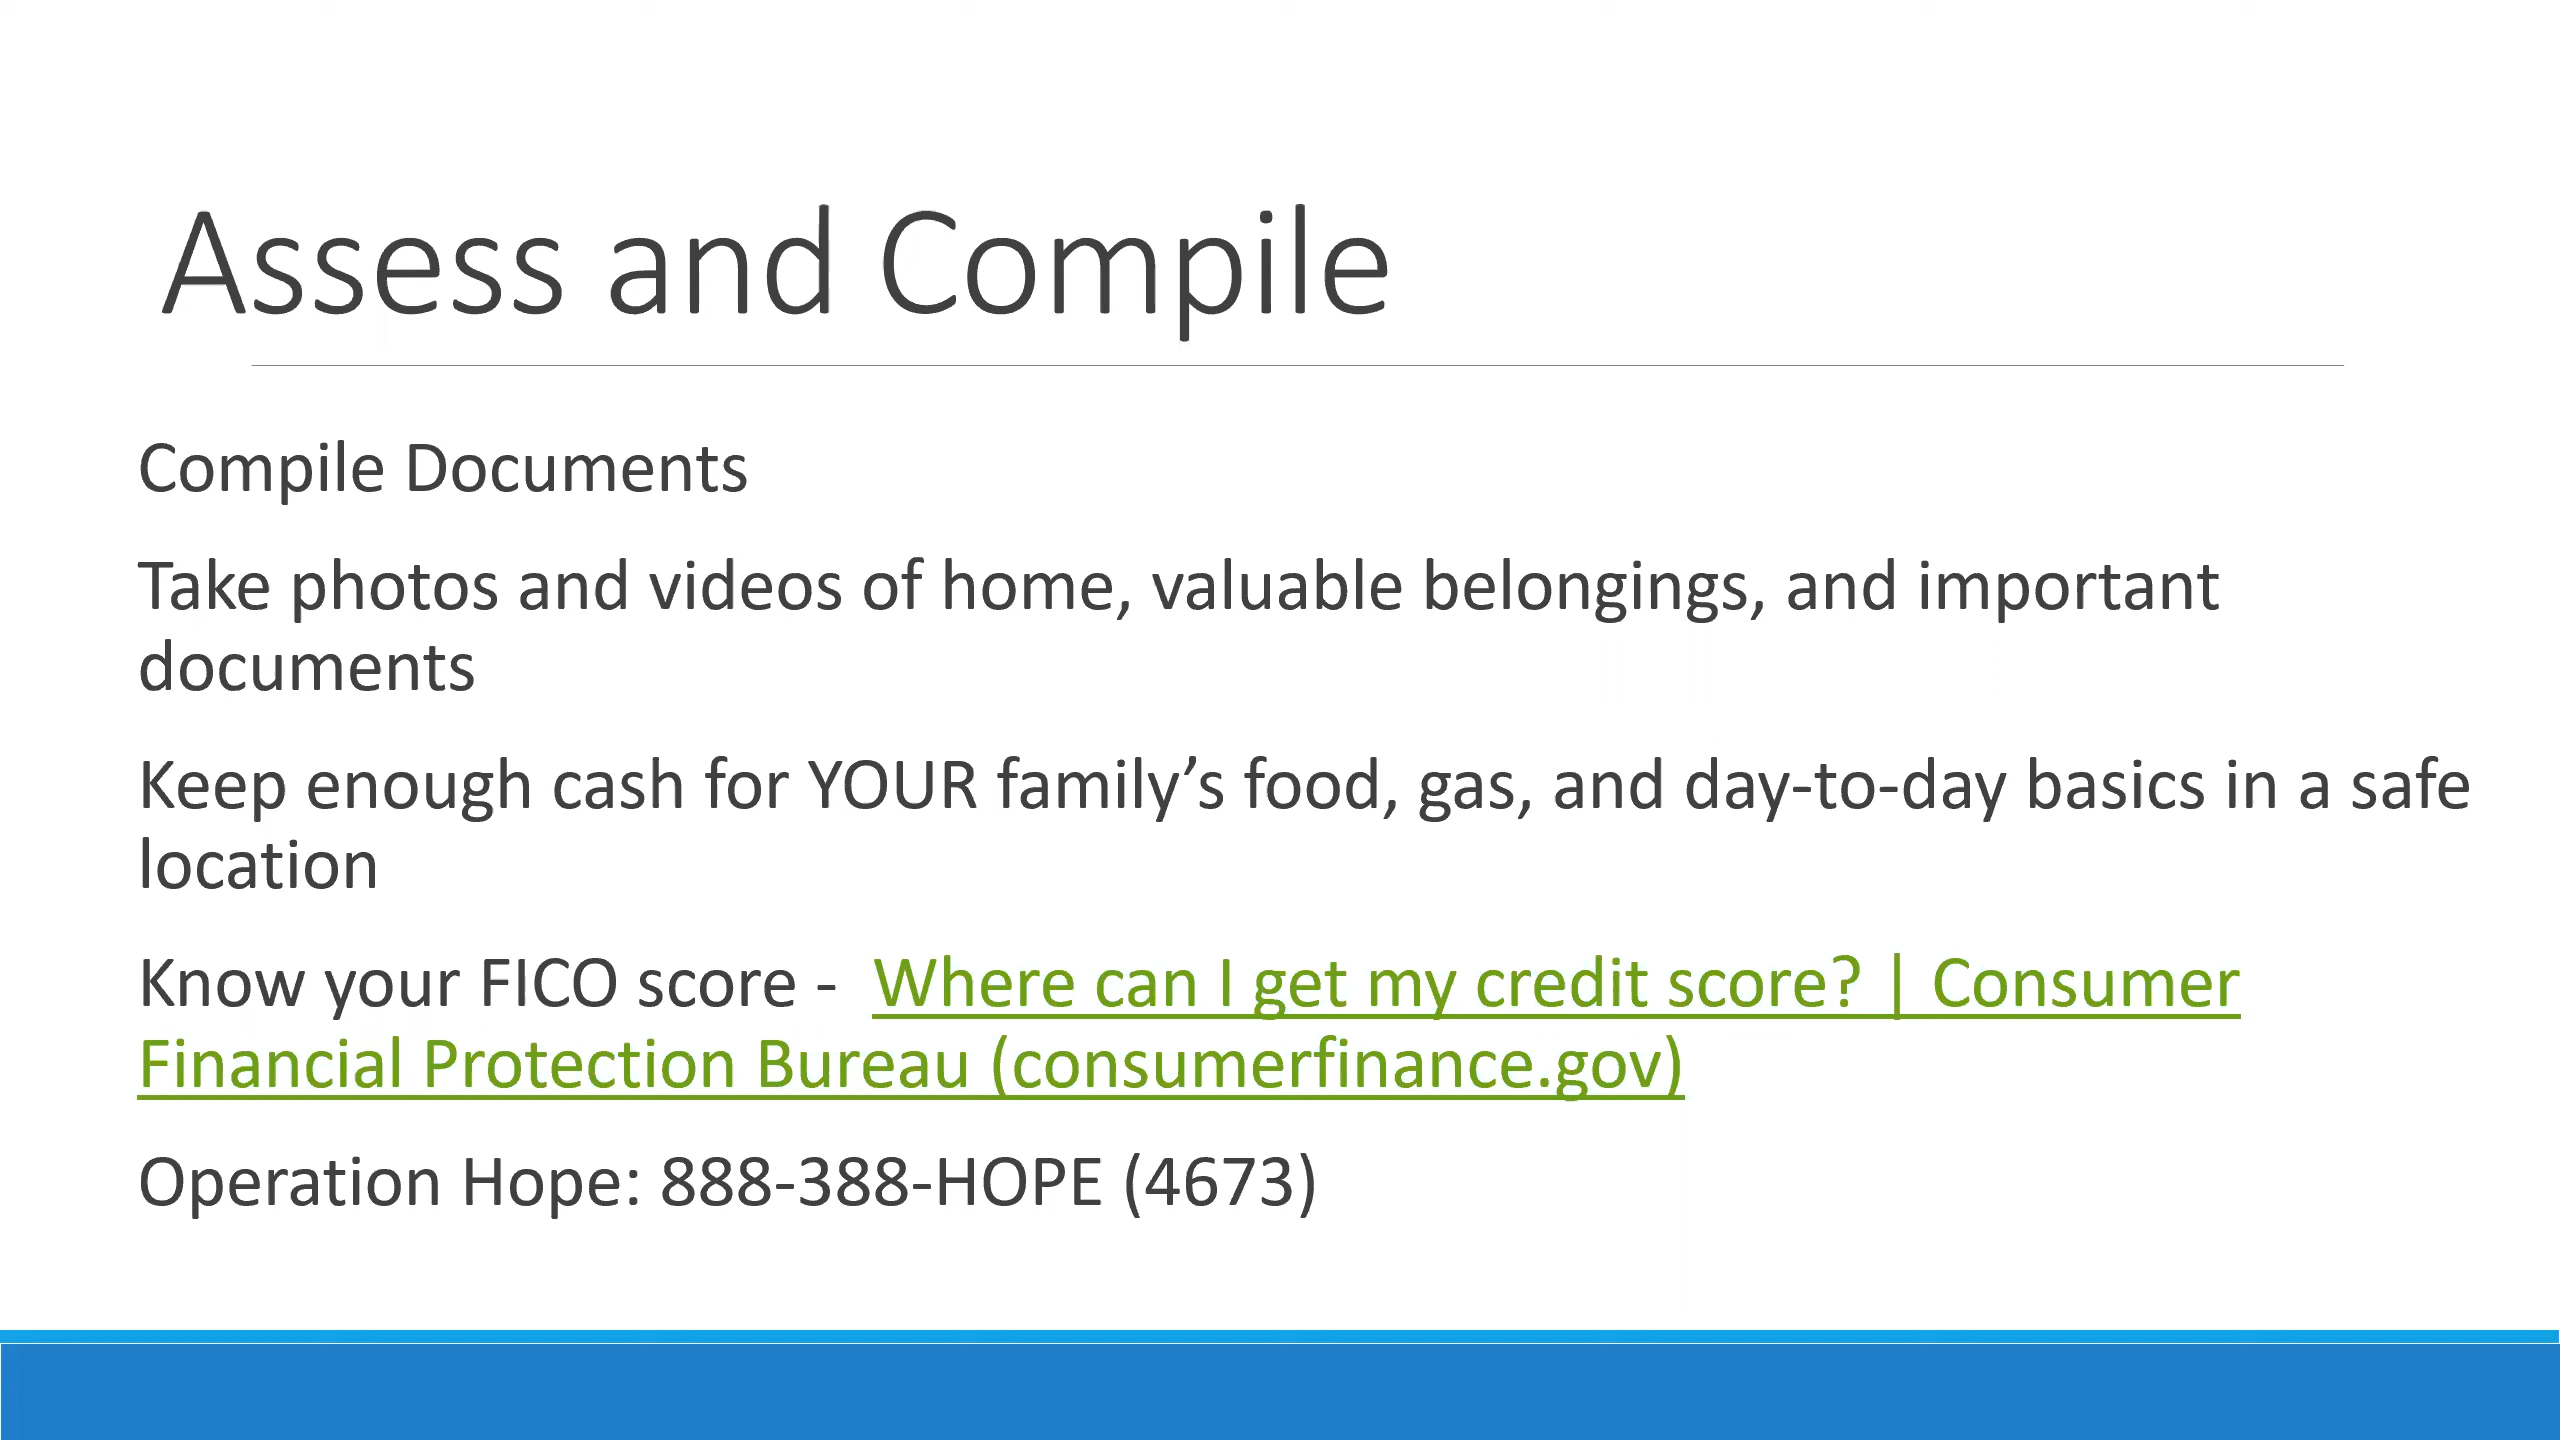 Assess and Compile
Compile Documents
Take photos and videos of home, valuable belongings, and important
documents
Keep enough cash for YOUR family’s food, gas, and day-to-day basics in a safe
location
Know your FICO score -  Where can I get my credit score? | Consumer
Financial Protection Bureau (consumerfinance.gov)
Operation Hope: 888-388-HOPE (4673)